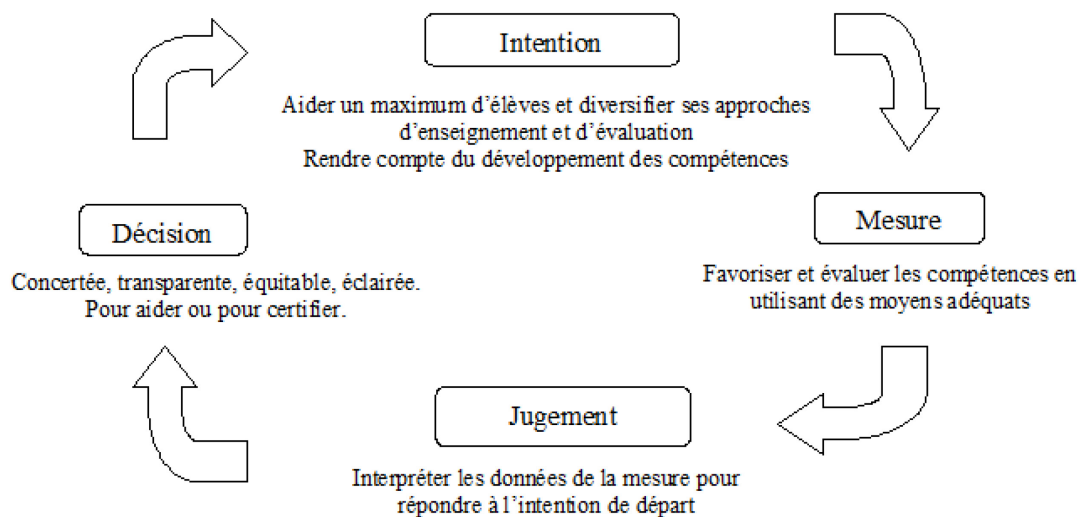 Intention
Aider un maximum d'élèves et diversifier ses approches
d'enseignement et d'évaluation
Rendre compte du développement des compétences
Mesure
Favoriser et évaluer les compétences en
utilisant des moyens adéquats
Jugement
Interpréter les données de la mesure pour
répondre à l'intention de départ
Décision
Concertée, transparente, équitable, éclairée.
Pour aider ou pour certifier.